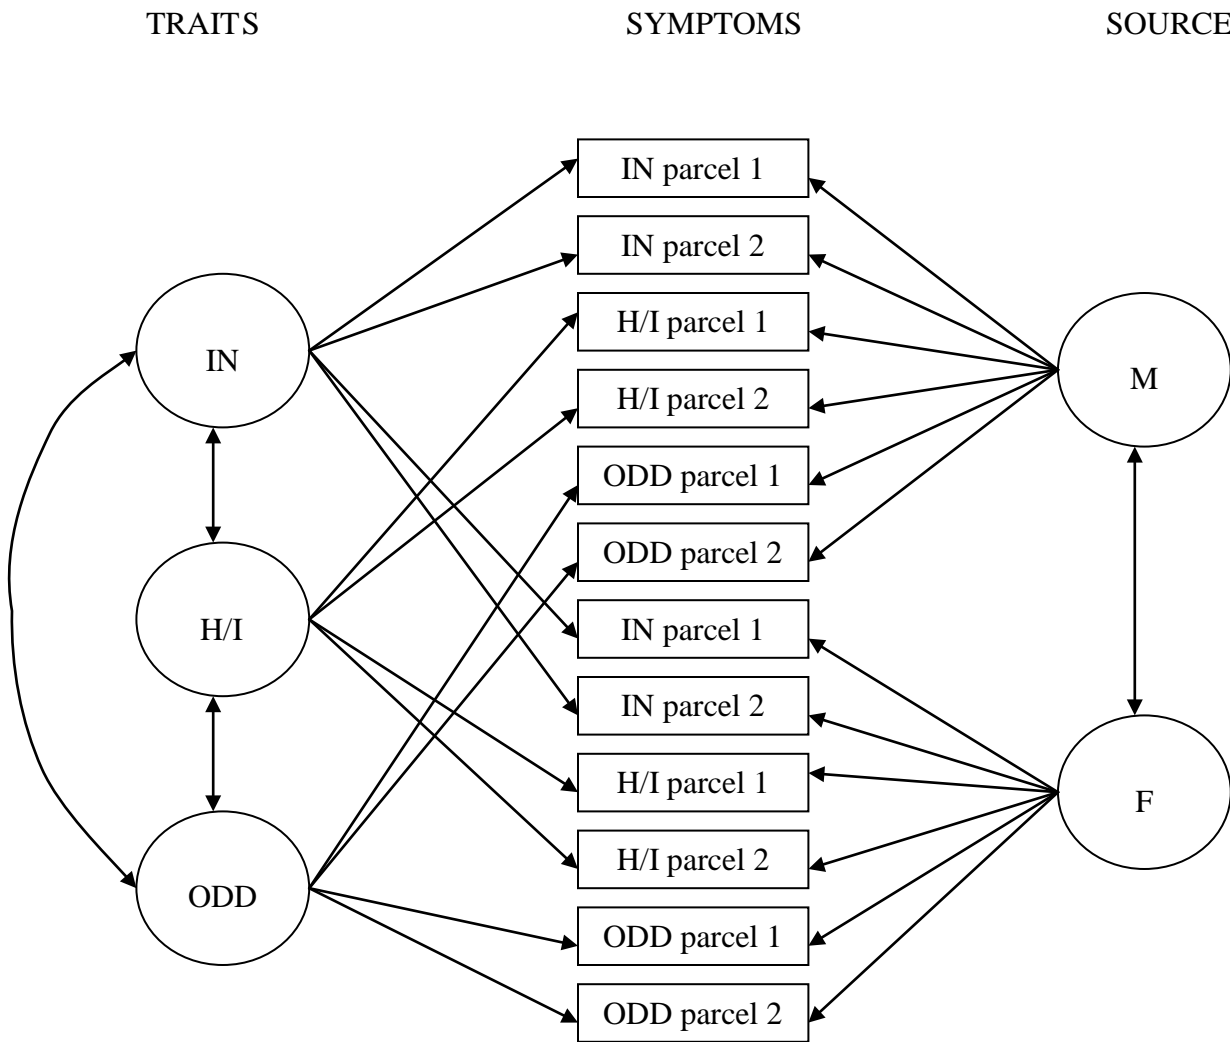 TRAITS SYMPTOMS SOURCE
IN parcel 1
IN parcel 2
H/I parcel 1
H/I parcel 2
ODD parcel 1
ODD parcel 2
IN parcel 1
IN parcel 2
H/I parcel 1
H/I parcel 2
ODD parcel 1
ODD parcel 2
IN
H/I
ODD
M
F